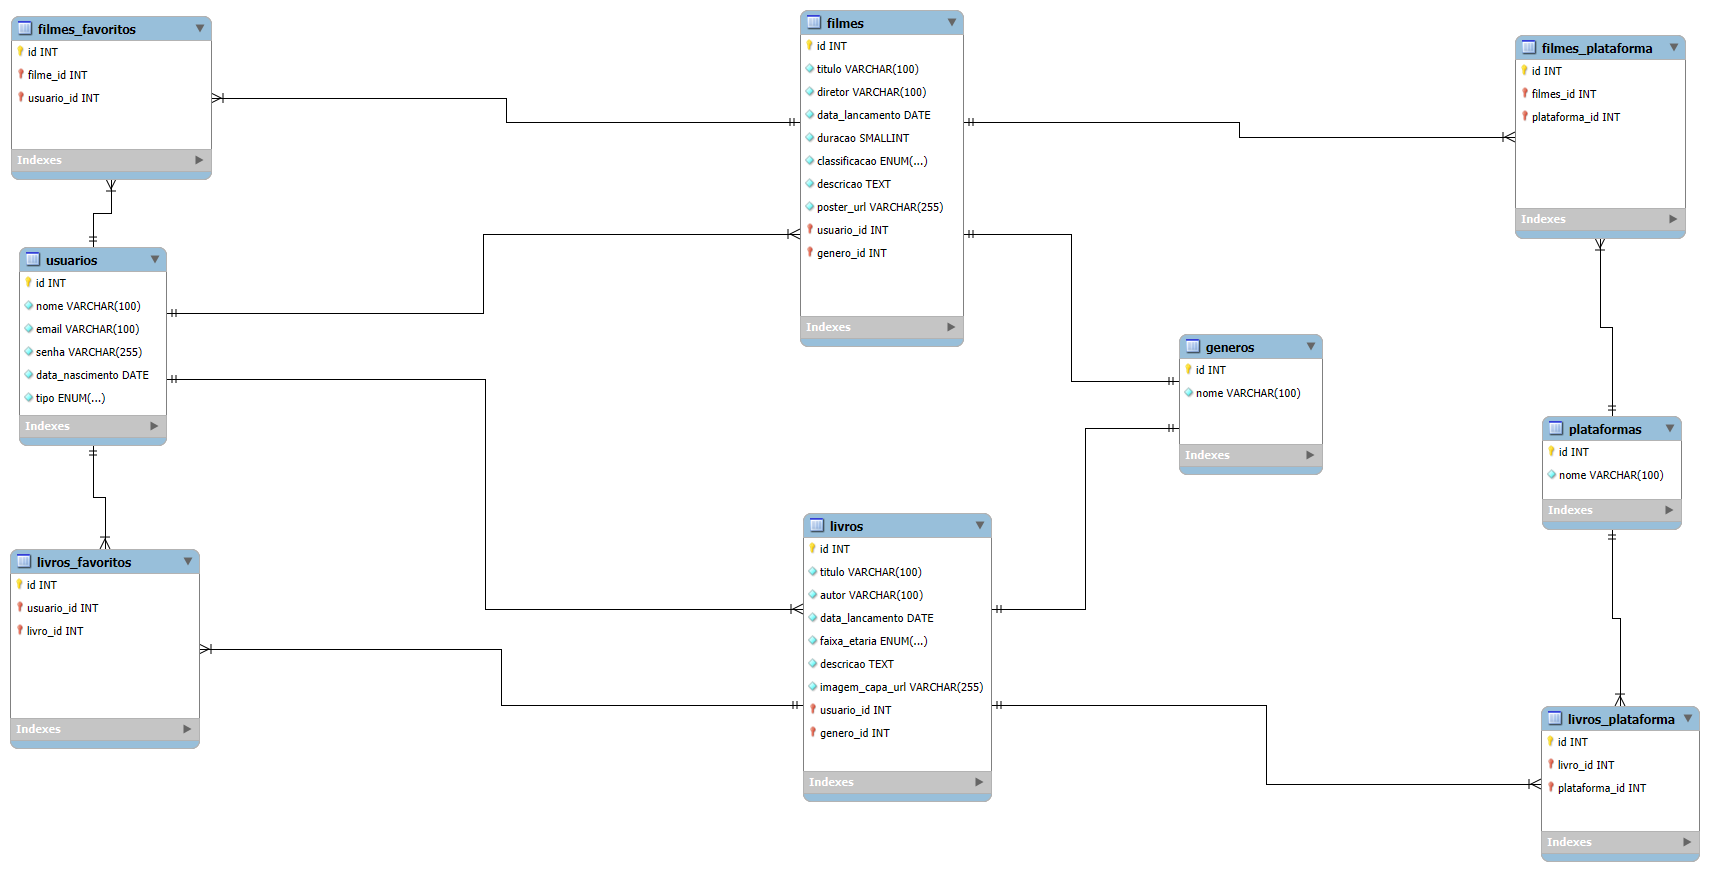 filmes_favoritos
id INT
filme_id INT
usuario_id INT
Indexes
filmes
id INT
titulo VARCHAR(100)
diretor VARCHAR(100)
data_lancamento DATE
duracao SMALLINT
classificacao ENUM(...)
descricao TEXT
poster_url VARCHAR(255)
usuario_id INT
genero_id INT
Indexes
filmes_plataforma
id INT
filmes_id INT
plataforma_id INT
Indexes
usuarios
id INT
nome VARCHAR(100)
email VARCHAR(100)
senha VARCHAR(255)
data_nascimento DATE
tipo ENUM(...)
Indexes
generos
id INT
nome VARCHAR(100)
Indexes
plataformas
id INT
nome VARCHAR(100)
Indexes
livros_favoritos
id INT
usuario_id INT
livro_id INT
Indexes
livros
id INT
titulo VARCHAR(100)
autor VARCHAR(100)
data_lancamento DATE
faixa_etaria ENUM(...)
descricao TEXT
imagem_capa_url VARCHAR(255)
usuario_id INT
genero_id INT
Indexes
livros_plataforma
id INT
livro_id INT
plataforma_id INT
Indexes